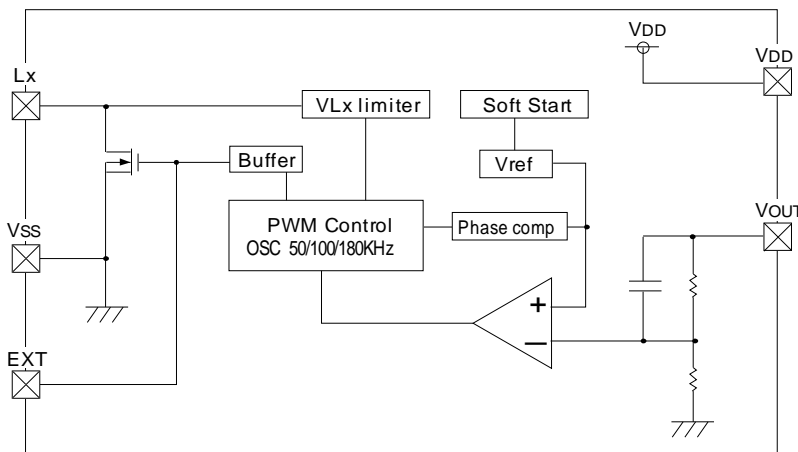 VDD
Lx
VDD
VLx limiter
Soft Start
Buffer
Vref
VSS
PWM Control
OSC 50/100/180KHz
Phase comp
VOUT
+
−
EXT